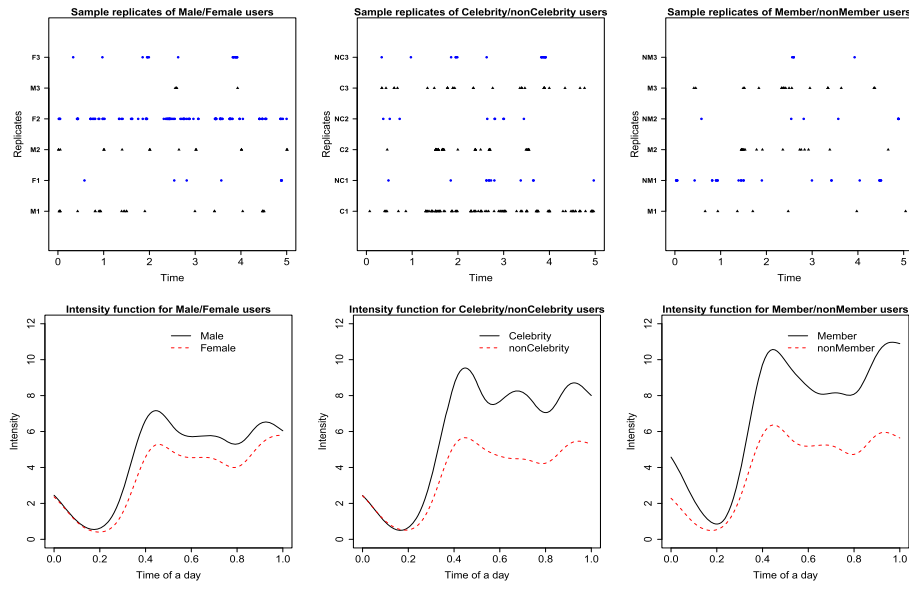 Sample replicates of Male/Female users
Replicates
F3
M3
F2
M2
F1
M1
0 1 2 3 4 5
Time
Sample replicates of Celebrity/nonCelebrity users
Replicates
NC3
C3
NC2
C2
NC1
C1
0 1 2 3 4 5
Time
Sample replicates of Member/nonMember users
Replicates
NM3
M3
NM2
M2
NM1
M1
0 1 2 3 4 5
Time
Intensity function for Male/Female users
Male
Female
Intensity
12
10
8
6
4
2
0
0.0 0.2 0.4 0.6 0.8 1.0
Time of a day
Intensity function for Celebrity/nonCelebrity users
Celebrity
nonCelebrity
Intensity
12
10
8
6
4
2
0
0.0 0.2 0.4 0.6 0.8 1.0
Time of a day
Intensity function for Member/nonMember users
Member
nonMember
Intensity
12
10
8
6
4
2
0
0.0 0.2 0.4 0.6 0.8 1.0
Time of a day